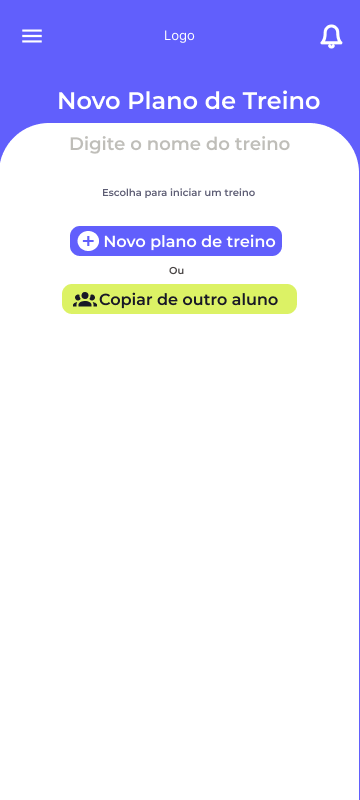 Logo
Novo Plano de Treino
Digite o nome do treino
Escolha para iniciar um treino
Novo plano de treino
Ou
Copiar de outro aluno